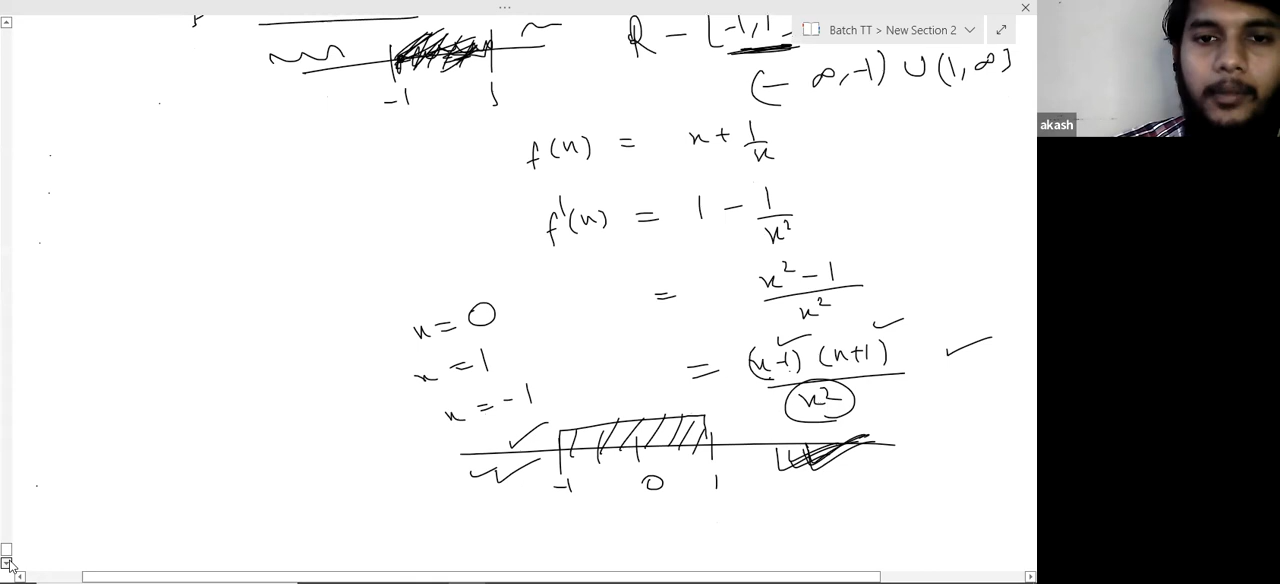 R - [-1, 1
Batch TT > New Section 2
-1 1
(-∞, -1) ∪ (1, ∞]
akash
f(x) = x + 1/x
f'(x) = 1 - 1/x²
= x² - 1 / x²
x = 0
x = 1
= (x-1) (x+1) / x²
x = -1
-1 0 1